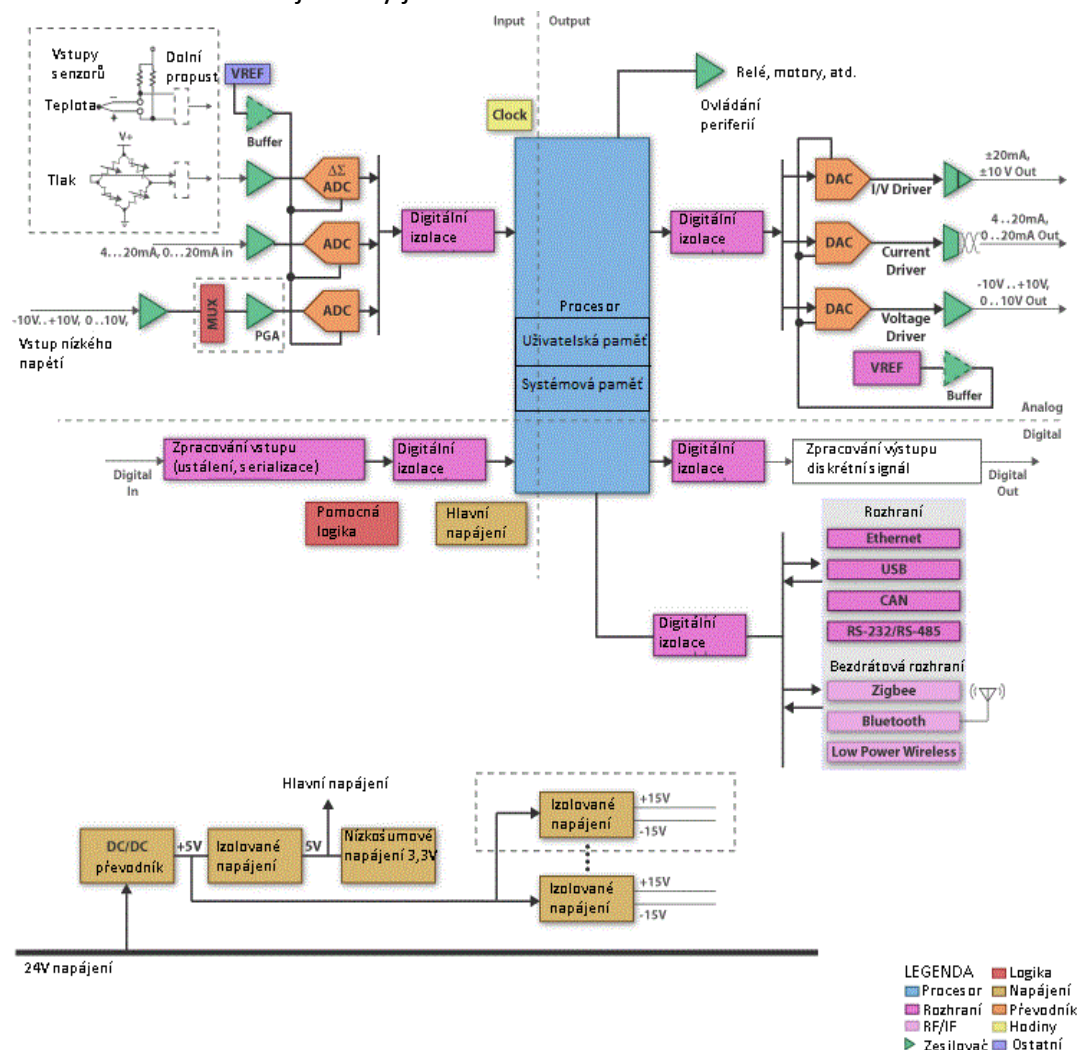 Input
Output
Vstupy
senzorů
Dolní
propust
VREF
Teplota
Buffer
V+
Tlak
ΔΣ
ADC
4...20mA, 0...20mA in
ADC
-10V..+10V, 0..10V,
Vstup nízkého
napětí
MUX
PGA
ADC
Digitální
izolace
Clock
Procesor
Uživatelská paměť
Systémová paměť
Relé, motory, atd.
Ovládání
periferií
Digitální
izolace
DAC
I/V Driver
±20mA,
±10 V Out
DAC
Current
Driver
4..20mA,
0..20mA Out
DAC
Voltage
Driver
-10V..+10V,
0..10V Out
VREF
Buffer
Analog
Digital
Digital
In
Zpracování vstupu
(ustálení, serializace)
Digitální
izolace
Digitální
izolace
Zpracování výstupu
diskrétní signál
Digital
Out
Pomocná
logika
Hlavní
napájení
Rozhraní
Ethernet
USB
CAN
RS-232/RS-485
Digitální
izolace
Bezdrátová rozhraní
Zigbee
Bluetooth
Low Power Wireless
Hlavní napájení
DC/DC
převodník
+5V
Izolované
napájení
5V
Nízkošumové
napájení 3,3V
Izolované
napájení
+15V
-15V
Izolované
napájení
+15V
-15V
24V napájení
LEGENDA
Procesor
Rozhraní
RF/IF
Zesilovač
Logika
Napájení
Převodník
Hodiny
Ostatní